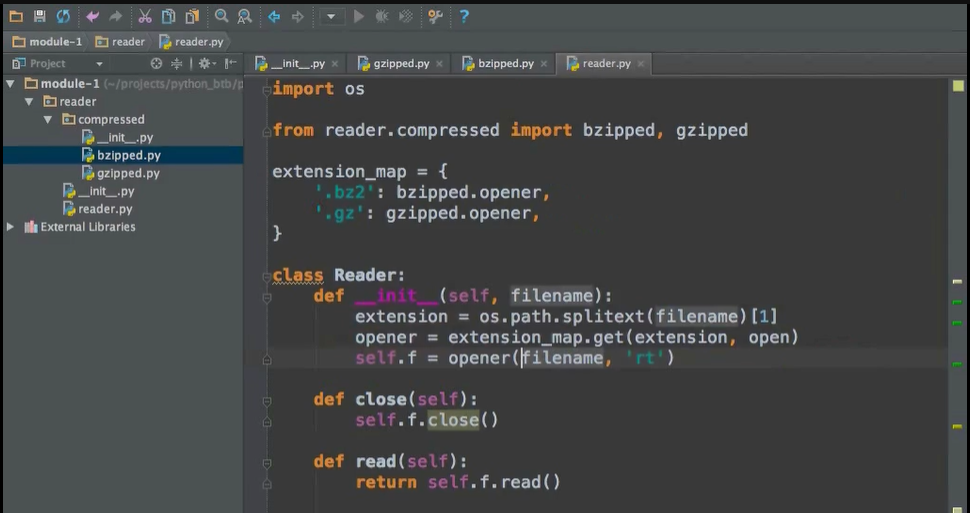 module-1 reader reader.py
Project
__init__.py gzipped.py bzipped.py reader.py
module-1 (~/projects/python_btb/p
reader
compressed
__init__.py
bzipped.py
gzipped.py
__init__.py
reader.py
External Libraries
import os
from reader.compressed import bzipped, gzipped
extension_map = {
'.bz2': bzipped.opener,
'.gz': gzipped.opener,
}
class Reader:
def __init__(self, filename):
extension = os.path.splitext(filename)[1]
opener = extension_map.get(extension, open)
self.f = opener(filename, 'rt')
def close(self):
self.f.close()
def read(self):
return self.f.read()